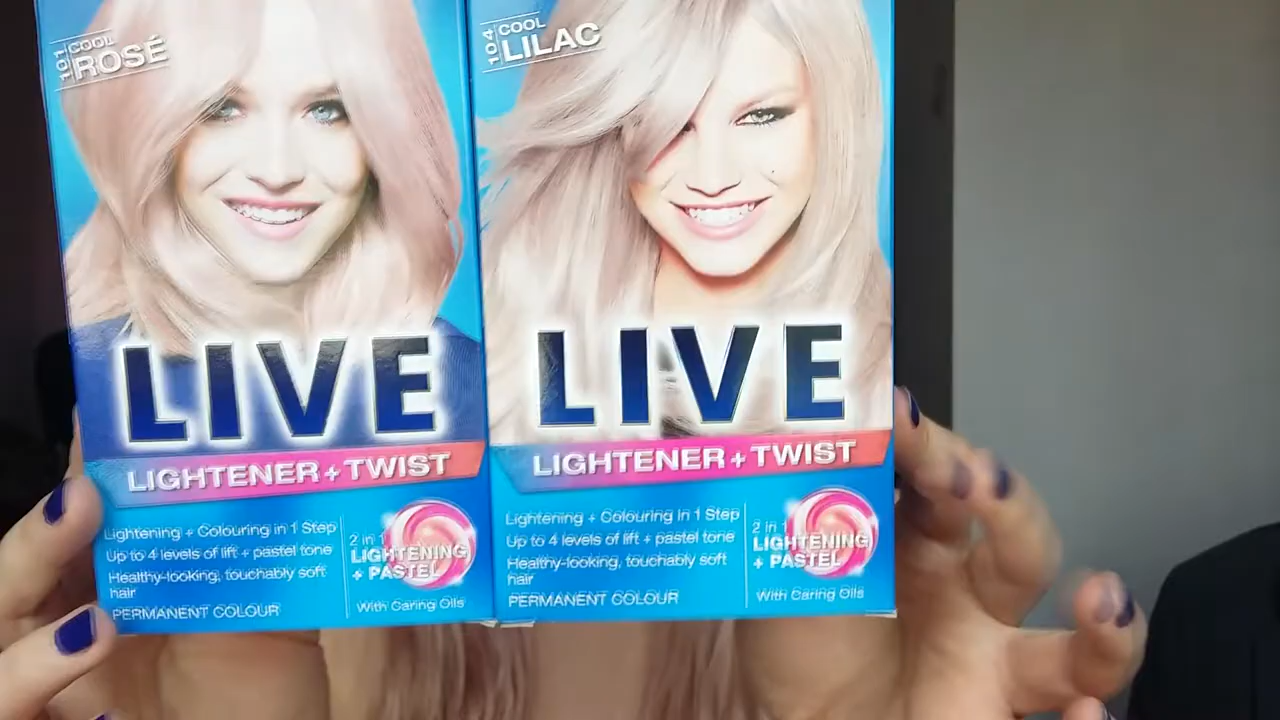 101 COOL
ROSÉ
LIVE
LIGHTENER + TWIST
Lightening + Colouring in 1 Step
Up to 4 levels of lift + pastel tone
Healthy-looking, touchably soft
hair
PERMANENT COLOUR
2 in 1
LIGHTENING
+ PASTEL
With Caring Oils
104 COOL
LILAC
LIVE
LIGHTENER + TWIST
Lightening + Colouring in 1 Step
Up to 4 levels of lift + pastel tone
Healthy-looking, touchably soft
hair
PERMANENT COLOUR
2 in 1
LIGHTENING
+ PASTEL
With Caring Oils